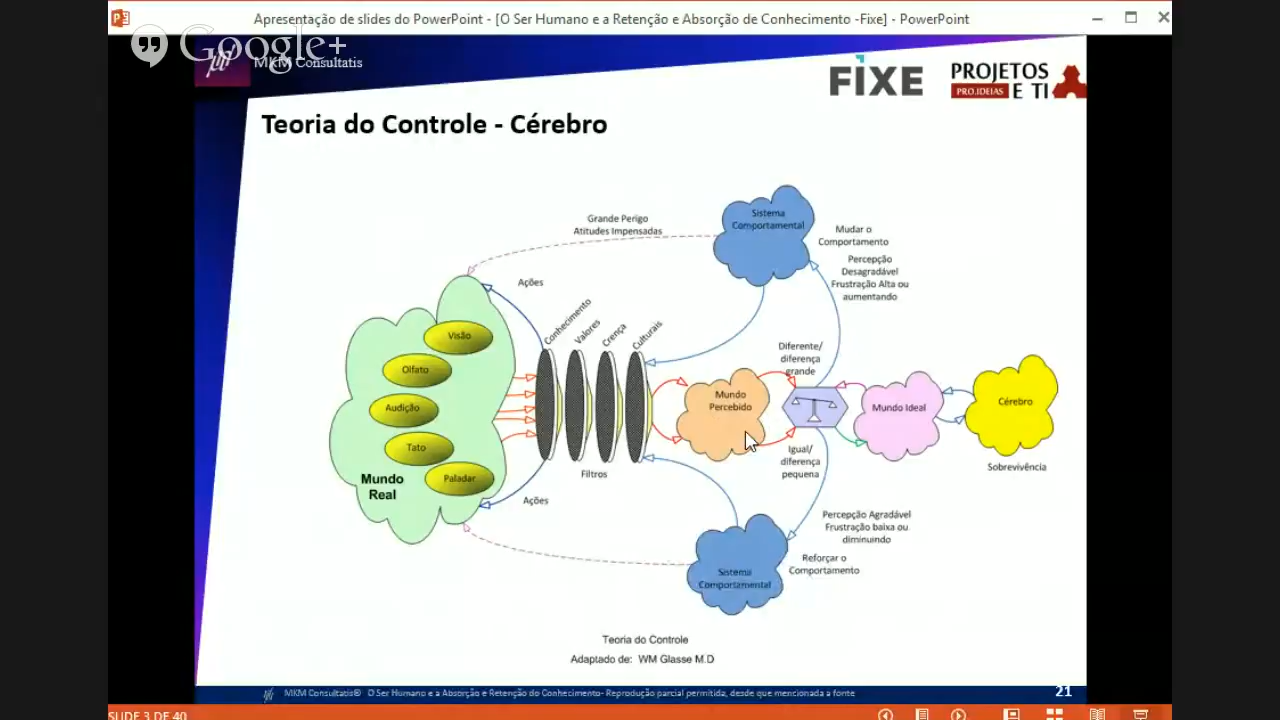 Apresentação de slides do PowerPoint - [O Ser Humano e a Retenção e Absorção de Conhecimento -Fixe] - PowerPoint
Google+
MKM Consultatis
FIXE
PROJETOS
PRO.IDEIAS E TI
Teoria do Controle - Cérebro
Grande Perigo
Atitudes Impensadas
Sistema
Comportamental
Mudar o
Comportamento
Percepção
Desagradável
Frustração Alta ou
aumentando
Ações
Conhecimento
Valores
Crença
Culturais
Visão
Olfato
Audição
Tato
Paladar
Mundo
Real
Filtros
Ações
Mundo
Percebido
Diferente/
diferença
grande
Igual/
diferença
pequena
Mundo Ideal
Cérebro
Sobrevivência
Percepção Agradável
Frustração baixa ou
diminuindo
Reforçar o
Comportamento
Sistema
Comportamental
Teoria do Controle
Adaptado de: WM Glasse M.D
MKM Consultatis® O Ser Humano e a Absorção e Retenção do Conhecimento- Reprodução parcial permitida, desde que mencionada a fonte
21
SLIDE 3 DE 40